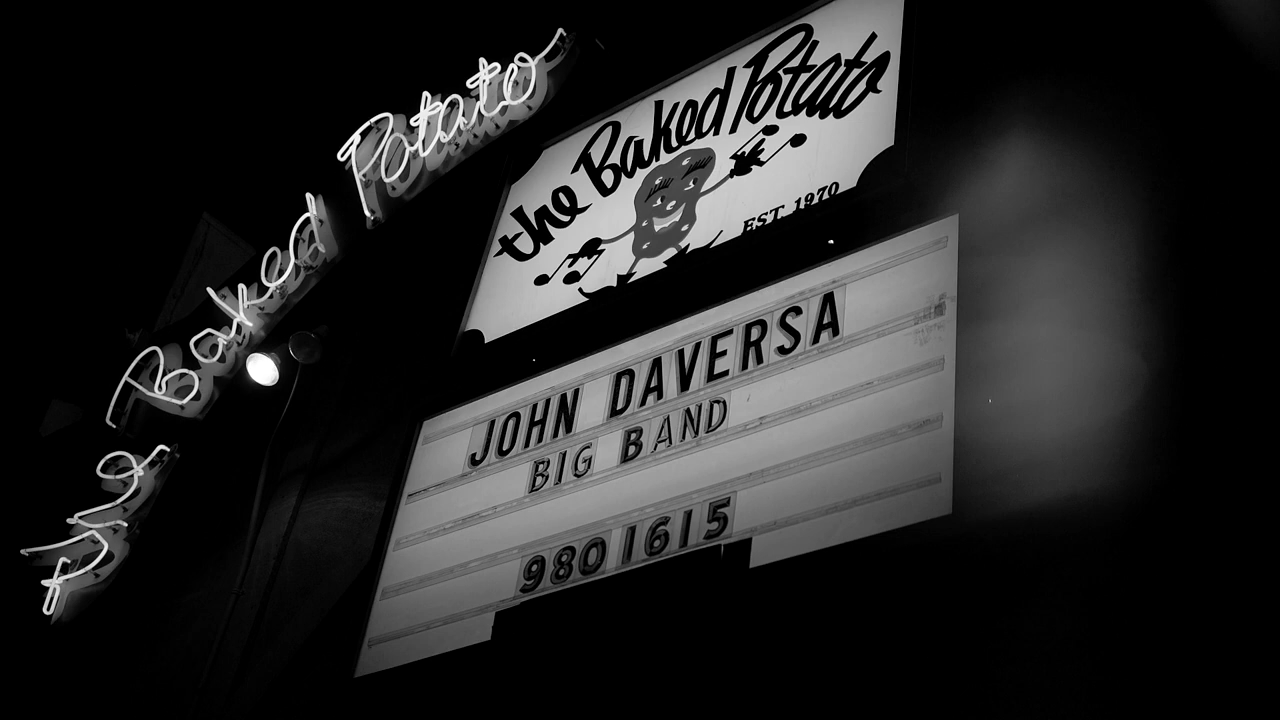 The Baked Potato
the Baked Potato
EST. 1970
JOHN DAVERSA
BIG BAND
980 1615